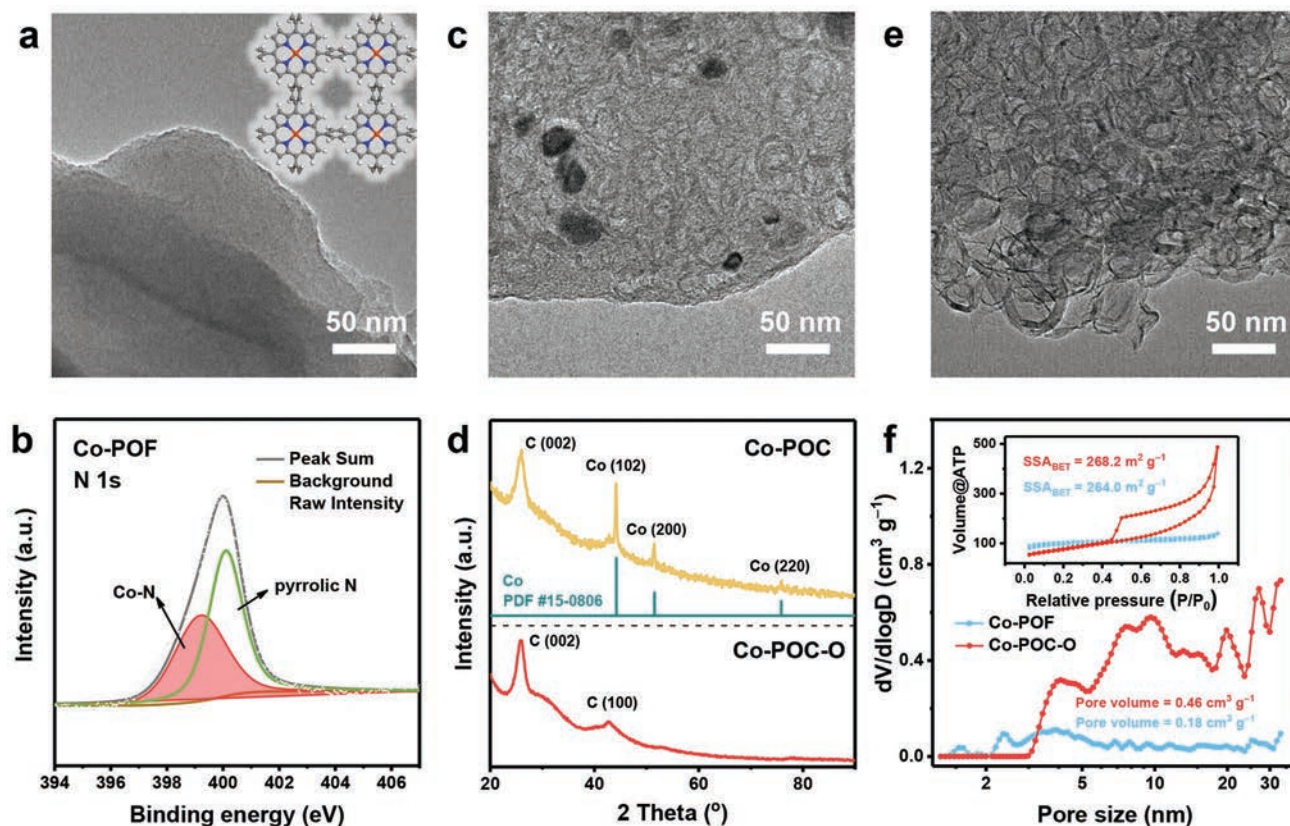 a
50 nm
c
50 nm
e
50 nm
b
Co-POF
N 1s
Peak Sum
Background
Raw Intensity
Co-N
pyrrolic N
Intensity (a.u.)
394 396 398 400 402 404 406
Binding energy (eV)
d
Co-POC
C (002)
Co (102)
Co (200)
Co (220)
Co
PDF #15-0806
Co-POC-O
C (002)
C (100)
Intensity (a.u.)
20 40 60 80
2 Theta (°)
f
SSA_BET = 268.2 m² g⁻¹
SSA_BET = 264.0 m² g⁻¹
Volume@ATP
500
300
100
0.0 0.2 0.4 0.6 0.8 1.0
Relative pressure (P/P₀)
Co-POF
Co-POC-O
Pore volume = 0.46 cm³ g⁻¹
Pore volume = 0.18 cm³ g⁻¹
dV/dlogD (cm³ g⁻¹)
1.2
0.8
0.4
0.0
2 5 10 20 30
Pore size (nm)